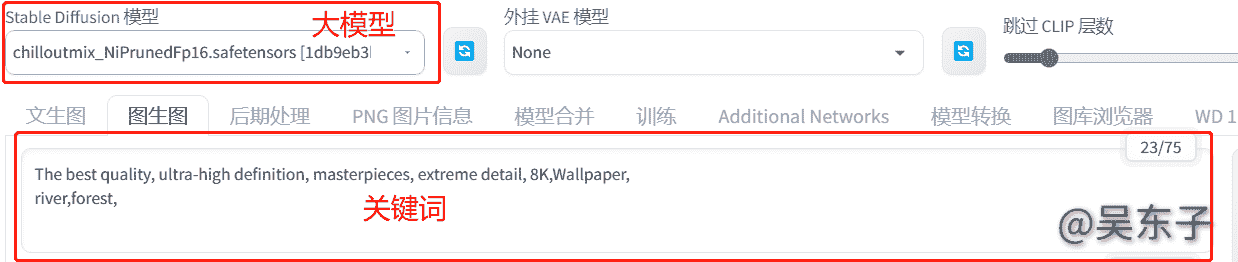 Stable Diffusion 模型
大模型
外挂 VAE 模型
跳过 CLIP 层数
chilloutmix_NiPrunedFp16.safetensors [1db9eb3
None
文生图 图生图 后期处理 PNG 图片信息 模型合并 训练 Additional Networks 模型转换 图库浏览器 WD 1
23/75
The best quality, ultra-high definition, masterpieces, extreme detail, 8K,Wallpaper,
river,forest,
关键词
@吴东子